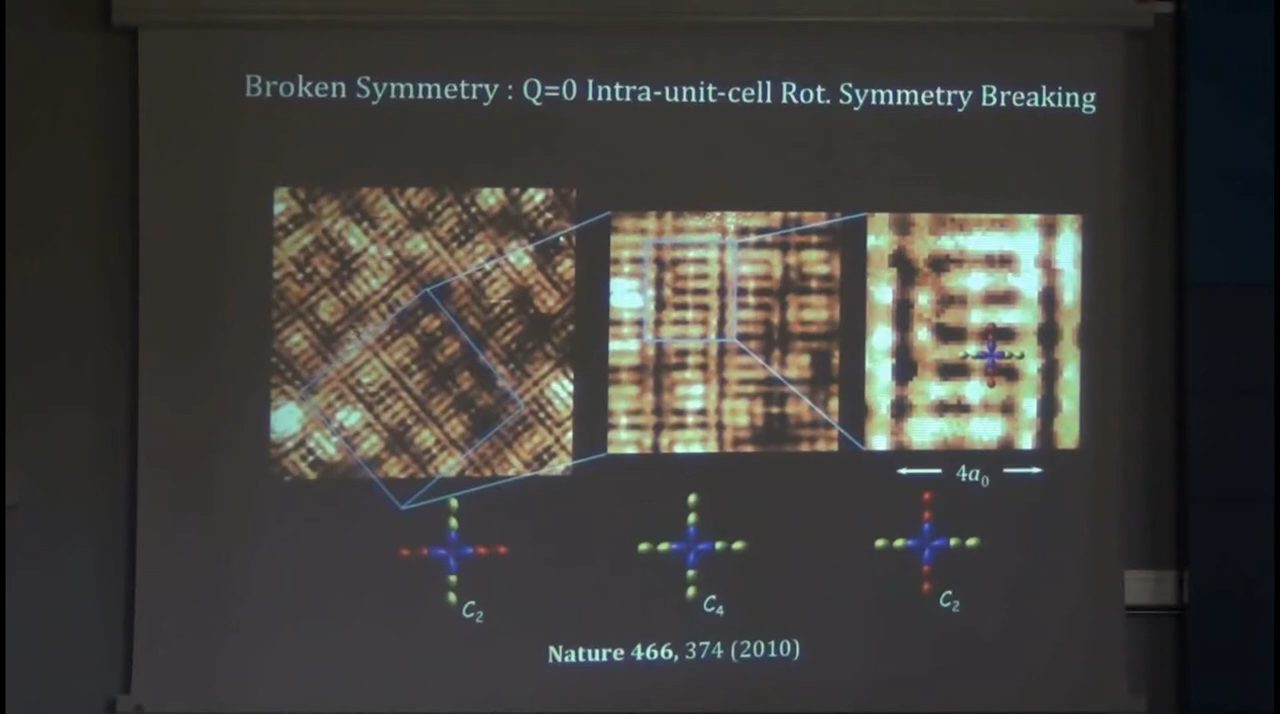 Broken Symmetry : Q=0 Intra-unit-cell Rot. Symmetry Breaking
4a₀
C₂
C₄
C₂
Nature 466, 374 (2010)